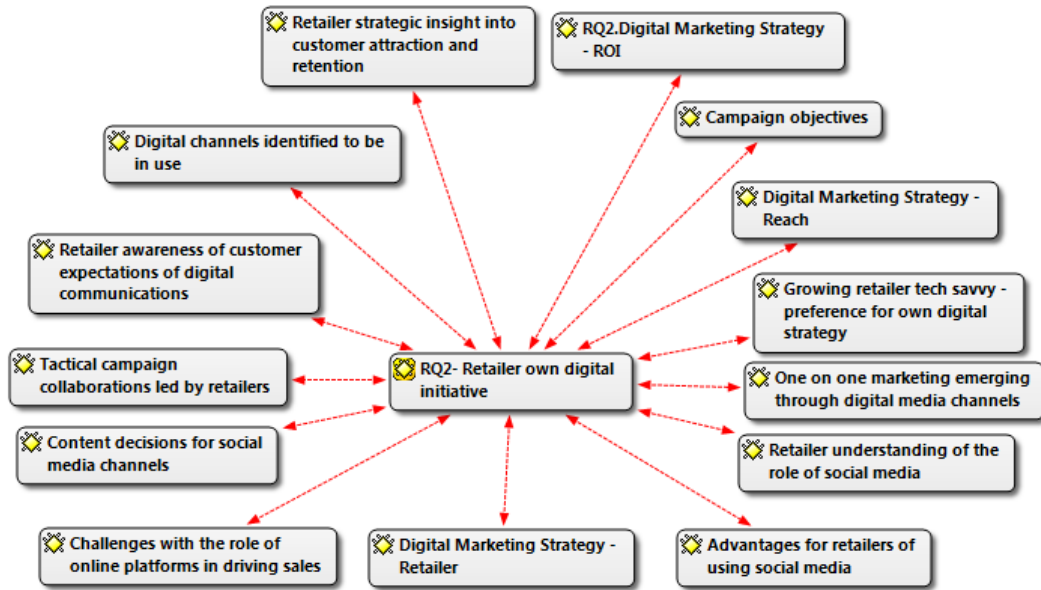 Retailer strategic insight into
customer attraction and
retention
RQ2.Digital Marketing Strategy
- ROI
Campaign objectives
Digital channels identified to be
in use
Digital Marketing Strategy -
Reach
Retailer awareness of customer
expectations of digital
communications
Growing retailer tech savvy -
preference for own digital
strategy
Tactical campaign
collaborations led by retailers
RQ2- Retailer own digital
initiative
One on one marketing emerging
through digital media channels
Content decisions for social
media channels
Retailer understanding of the
role of social media
Challenges with the role of
online platforms in driving sales
Digital Marketing Strategy -
Retailer
Advantages for retailers of
using social media